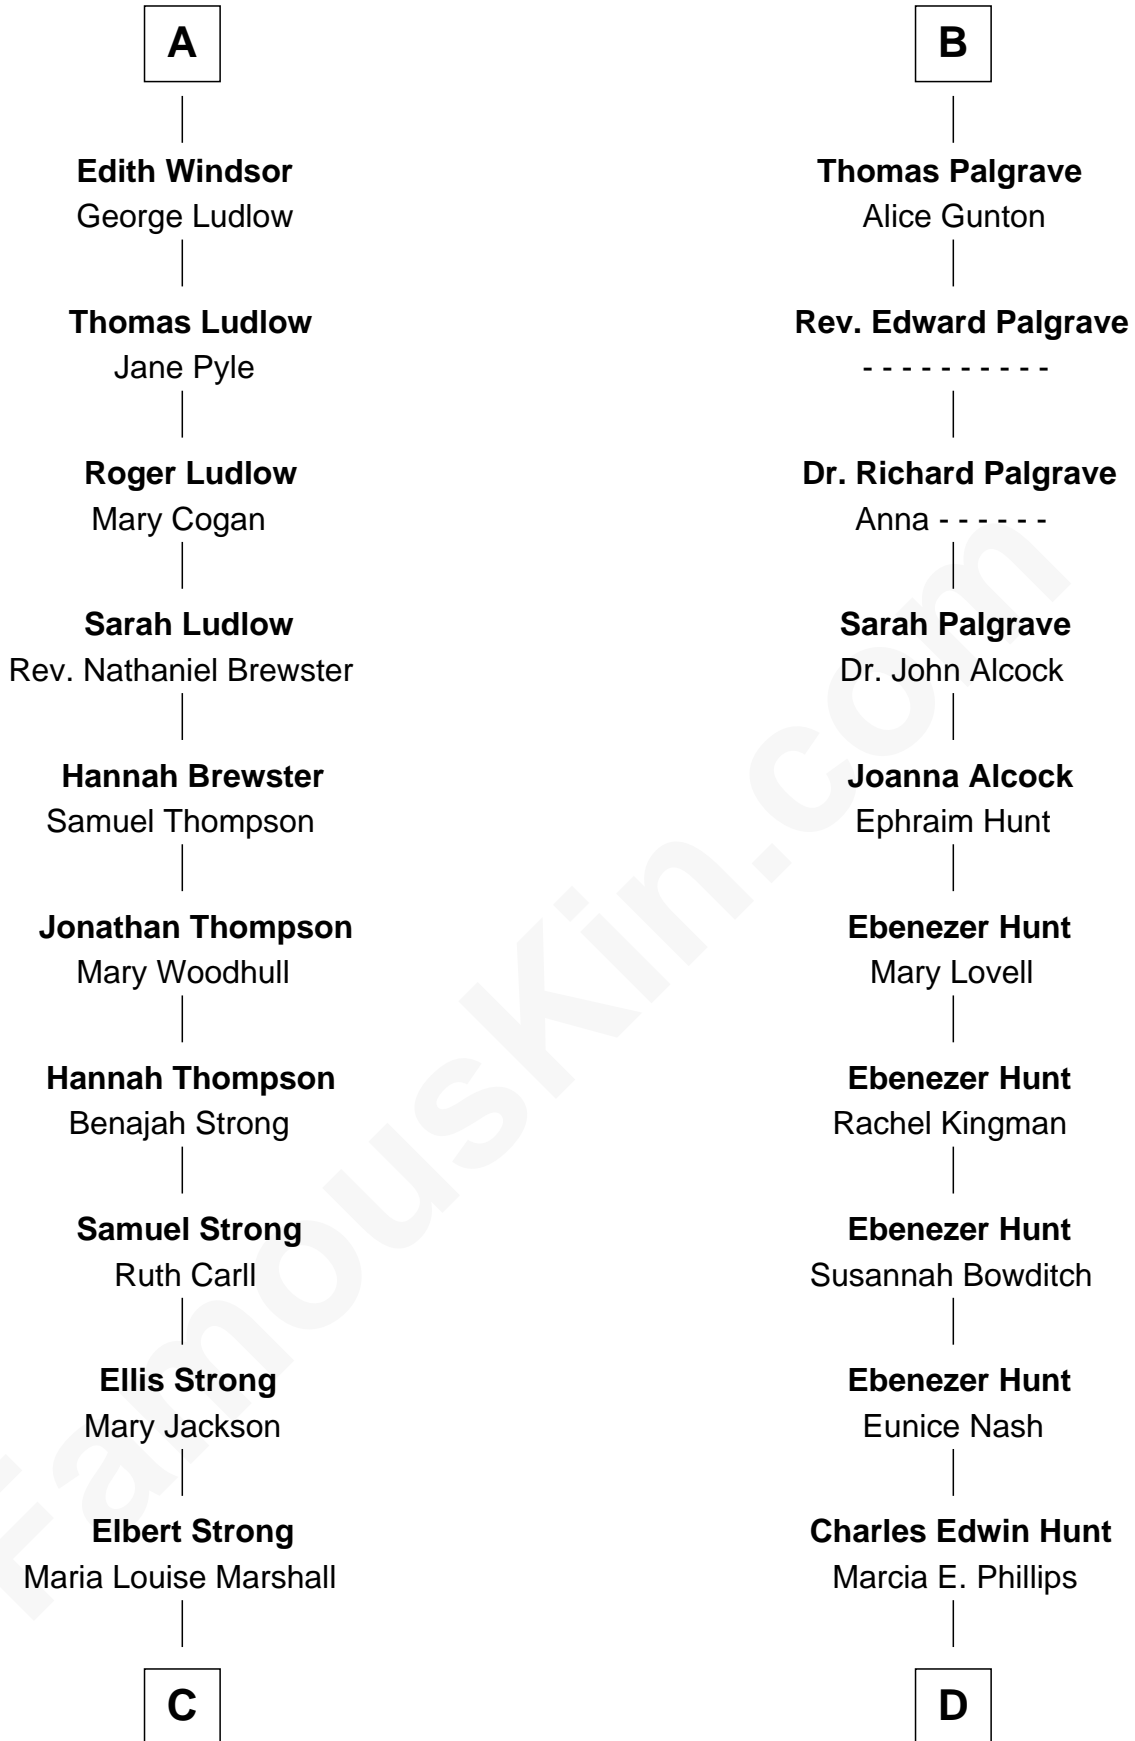 A
Edith Windsor
George Ludlow
Thomas Ludlow
Jane Pyle
Roger Ludlow
Mary Cogan
Sarah Ludlow
Rev. Nathaniel Brewster
Hannah Brewster
Samuel Thompson
Jonathan Thompson
Mary Woodhull
Hannah Thompson
Benajah Strong
Samuel Strong
Ruth Carll
Ellis Strong
Mary Jackson
Elbert Strong
Maria Louise Marshall
C
B
Thomas Palgrave
Alice Gunton
Rev. Edward Palgrave
- - - - - - - - - -
Dr. Richard Palgrave
Anna - - - - - -
Sarah Palgrave
Dr. John Alcock
Joanna Alcock
Ephraim Hunt
Ebenezer Hunt
Mary Lovell
Ebenezer Hunt
Rachel Kingman
Ebenezer Hunt
Susannah Bowditch
Ebenezer Hunt
Eunice Nash
Charles Edwin Hunt
Marcia E. Phillips
D
FamousKin.com